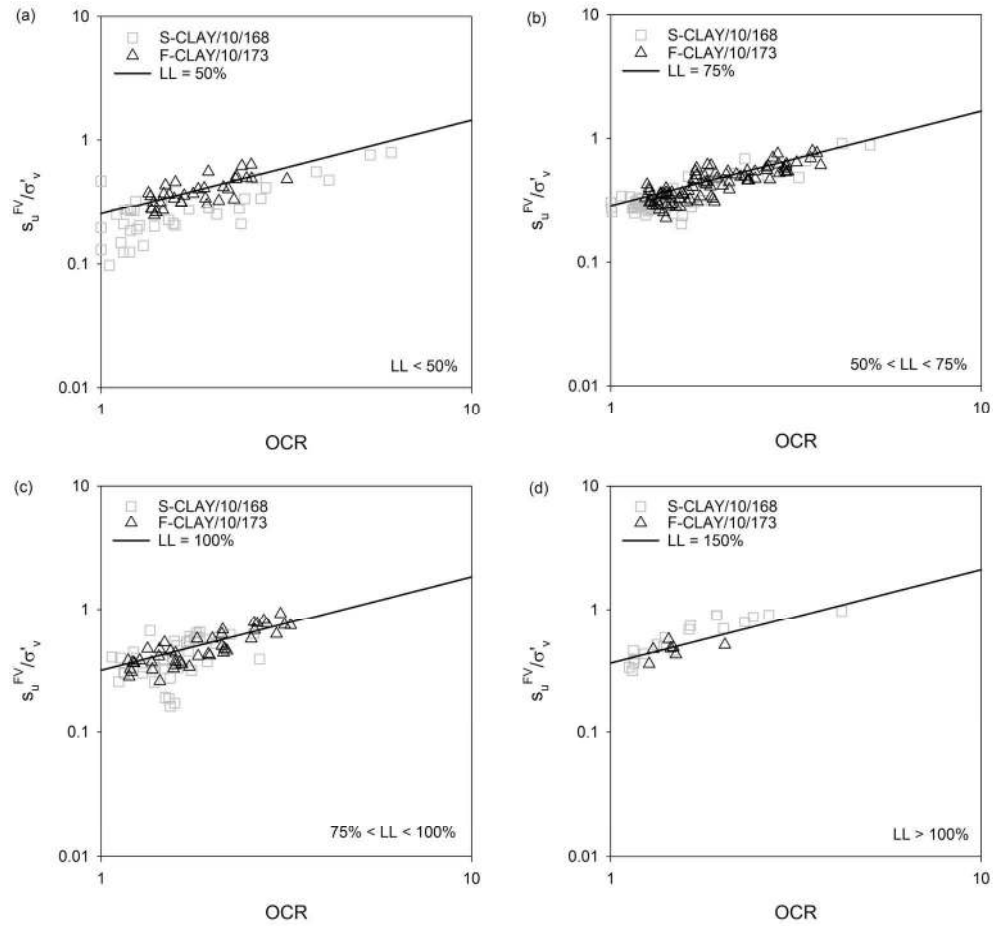 (a)
S-CLAY/10/168
F-CLAY/10/173
LL = 50%
10
1
0.1
0.01
s_u^FV/σ'_v
LL < 50%
1
10
OCR
(b)
S-CLAY/10/168
F-CLAY/10/173
LL = 75%
10
1
0.1
0.01
s_u^FV/σ'_v
50% < LL < 75%
1
10
OCR
(c)
S-CLAY/10/168
F-CLAY/10/173
LL = 100%
10
1
0.1
0.01
s_u^FV/σ'_v
75% < LL < 100%
1
10
OCR
(d)
S-CLAY/10/168
F-CLAY/10/173
LL = 150%
10
1
0.1
0.01
s_u^FV/σ'_v
LL > 100%
1
10
OCR